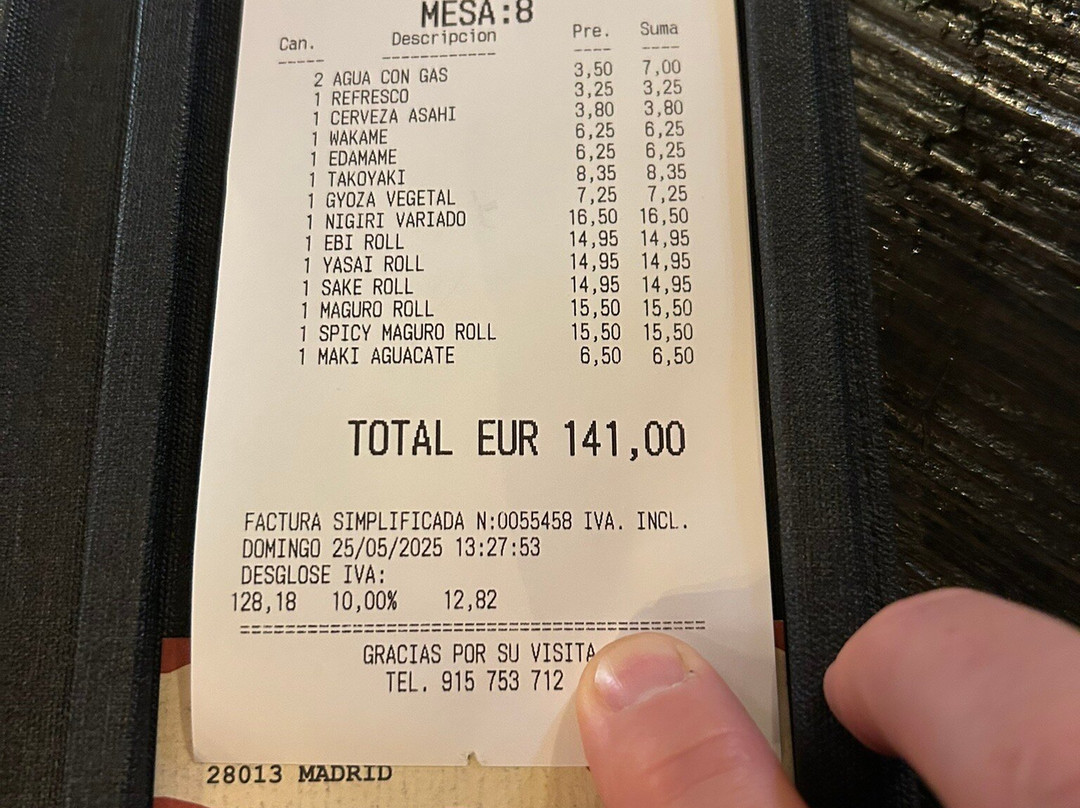 MESA:8
Can. Descripcion Pre. Suma
----- ------------ ---- ----
2 AGUA CON GAS 3,50 7,00
1 REFRESCO 3,25 3,25
1 CERVEZA ASAHI 3,80 3,80
1 WAKAME 6,25 6,25
1 EDAMAME 6,25 6,25
1 TAKOYAKI 8,35 8,35
1 GYOZA VEGETAL 7,25 7,25
1 NIGIRI VARIADO 16,50 16,50
1 EBI ROLL 14,95 14,95
1 YASAI ROLL 14,95 14,95
1 SAKE ROLL 14,95 14,95
1 MAGURO ROLL 15,50 15,50
1 SPICY MAGURO ROLL 15,50 15,50
1 MAKI AGUACATE 6,50 6,50
TOTAL EUR 141,00
FACTURA SIMPLIFICADA N:0055458 IVA. INCL.
DOMINGO 25/05/2025 13:27:53
DESGLOSE IVA:
128,18 10,00% 12,82
========================================
GRACIAS POR SU VISITA
TEL. 915 753 712
28013 MADRID